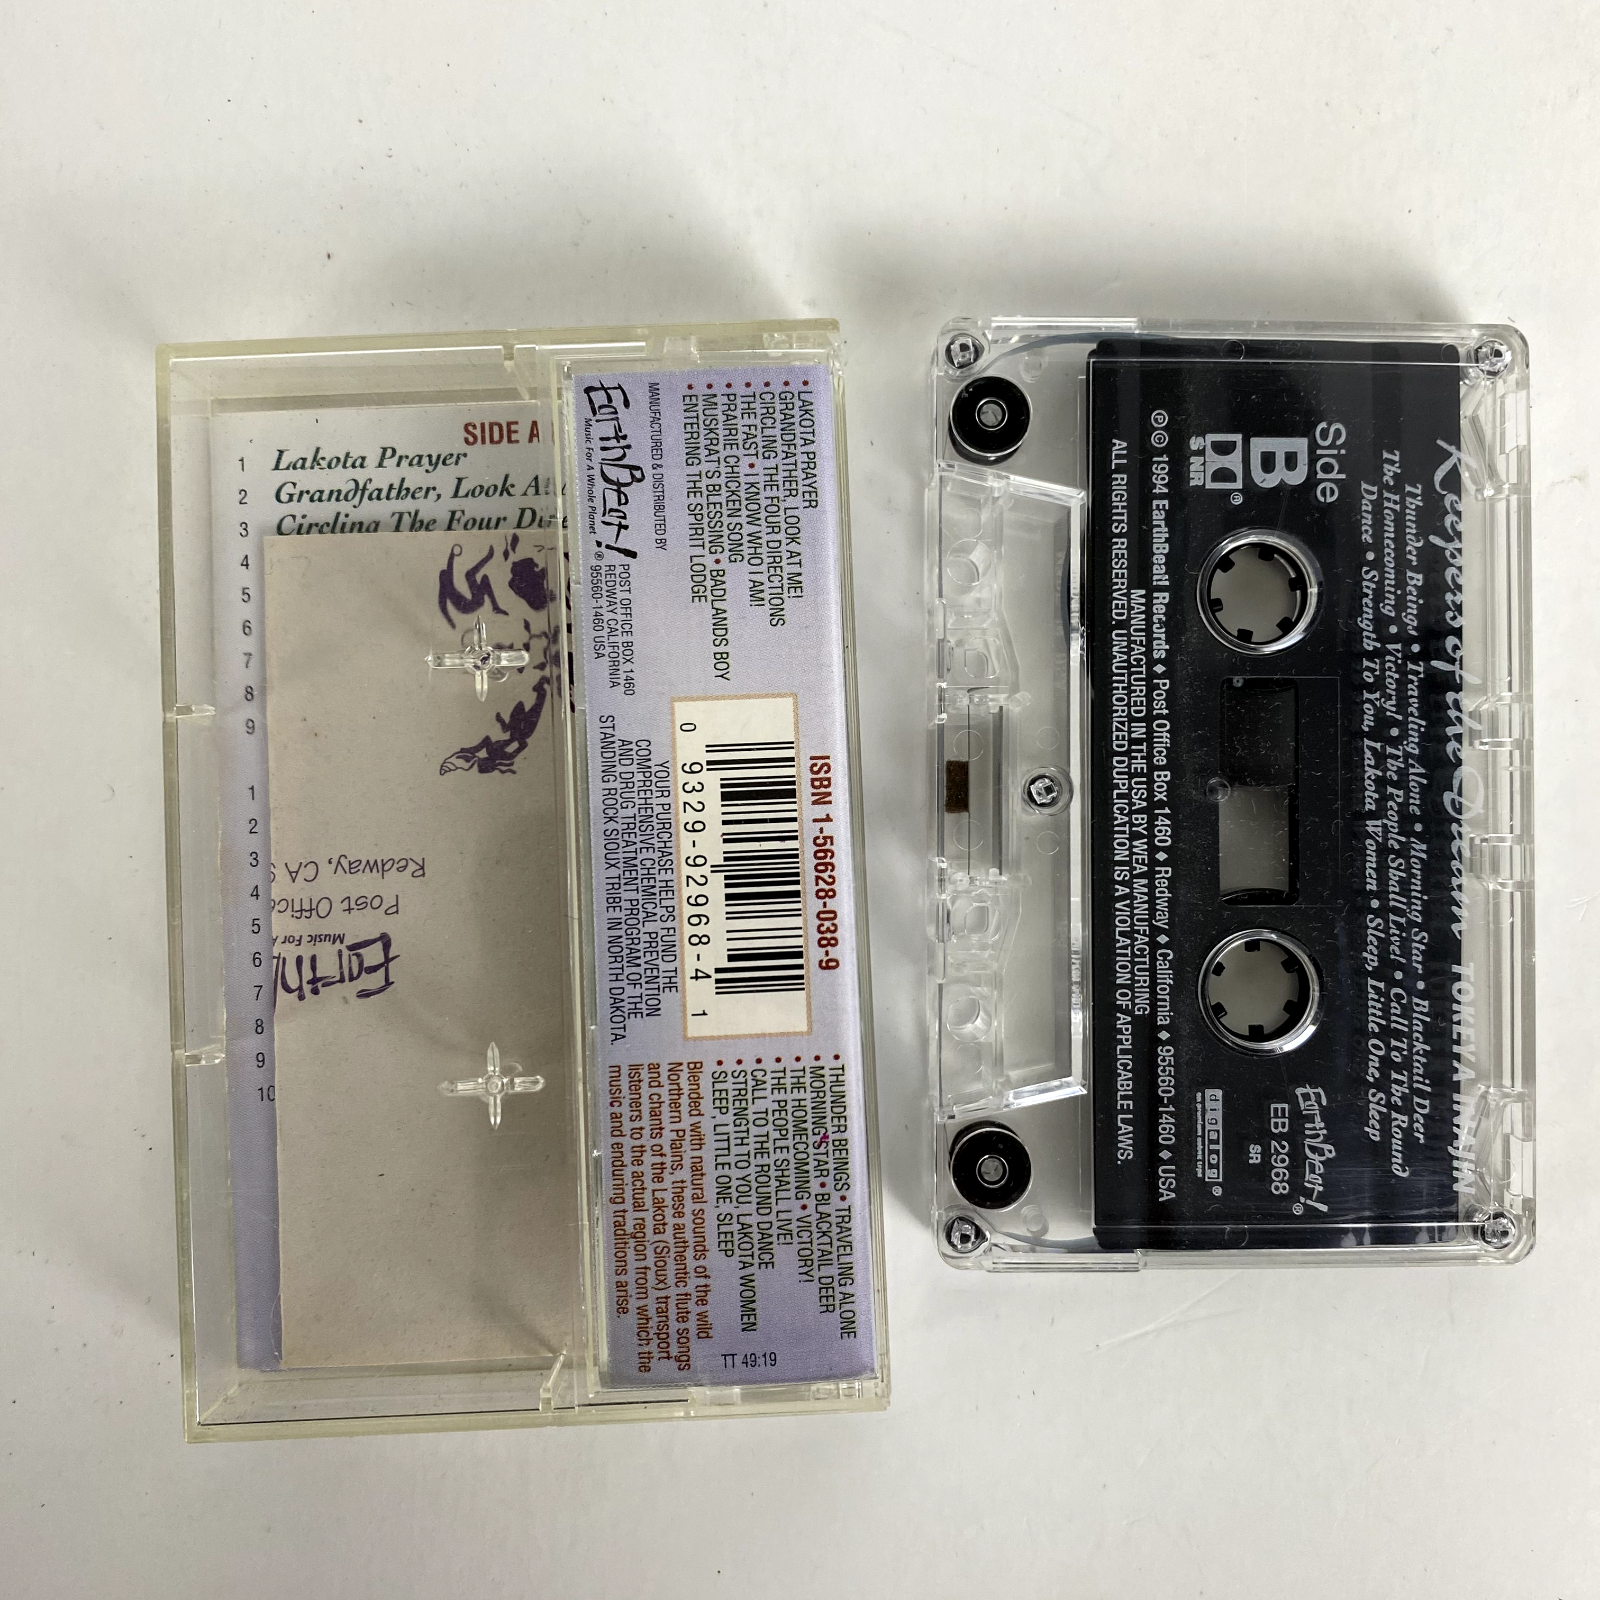 SIDE A
1 Lakota Prayer
2 Grandfather, Look At
3 Circling The Four Dire
4
5
6
7
8
9
1
2
3
4
5
6
7
8
9
10
Redway, CA 9
Post Offic
Music For A
Earth
• LAKOTA PRAYER
• GRANDFATHER, LOOK AT ME!
• CIRCLING THE FOUR DIRECTIONS
• THE FAST • I KNOW WHO I AM!
• PRAIRIE CHICKEN SONG
• MUSKRAT'S BLESSING • BADLANDS BOY
• ENTERING THE SPIRIT LODGE
MANUFACTURED & DISTRIBUTED BY
EarthBeat!®
Music For A Whole Planet
POST OFFICE BOX 1460
REDWAY CALIFORNIA
95560-1460 USA
ISBN 1-56628-038-9
0 9329-92968-4 1
YOUR PURCHASE HELPS FUND THE
COMPREHENSIVE CHEMICAL PREVENTION
AND DRUG TREATMENT PROGRAM OF THE
STANDING ROCK SIOUX TRIBE IN NORTH DAKOTA.
• THUNDER BEINGS • TRAVELING ALONE
• MORNING STAR • BLACKTAIL DEER
• THE HOMECOMING • VICTORY!
• THE PEOPLE SHALL LIVE!
• CALL TO THE ROUND DANCE
• STRENGTH TO YOU, LAKOTA WOMEN
• SLEEP LITTLE ONE, SLEEP
TT 49:19
Blended with natural sounds of the wild
Northern Plains, these authentic flute songs
and chants of the Lakota (Sioux) transport
listeners to the actual region from which the
music and enduring traditions arise.
Keepers of the Dream TOKEYA INAJIN
Thunder Beings • Traveling Alone • Morning Star • Blacktail Deer
The Homecoming • Victory! • The People Shall Live! • Call To The Round
Dance • Strength To You, Lakota Women • Sleep, Little One, Sleep
Side
B
®
S NR
EarthBeat!®
EB 2968
SR
digalog®
℗© 1994 EarthBeat! Records ♦ Post Office Box 1460 ♦ Redway ♦ California ♦ 95560-1460 ♦ USA
MANUFACTURED IN THE USA BY WEA MANUFACTURING
ALL RIGHTS RESERVED. UNAUTHORIZED DUPLICATION IS A VIOLATION OF APPLICABLE LAWS.